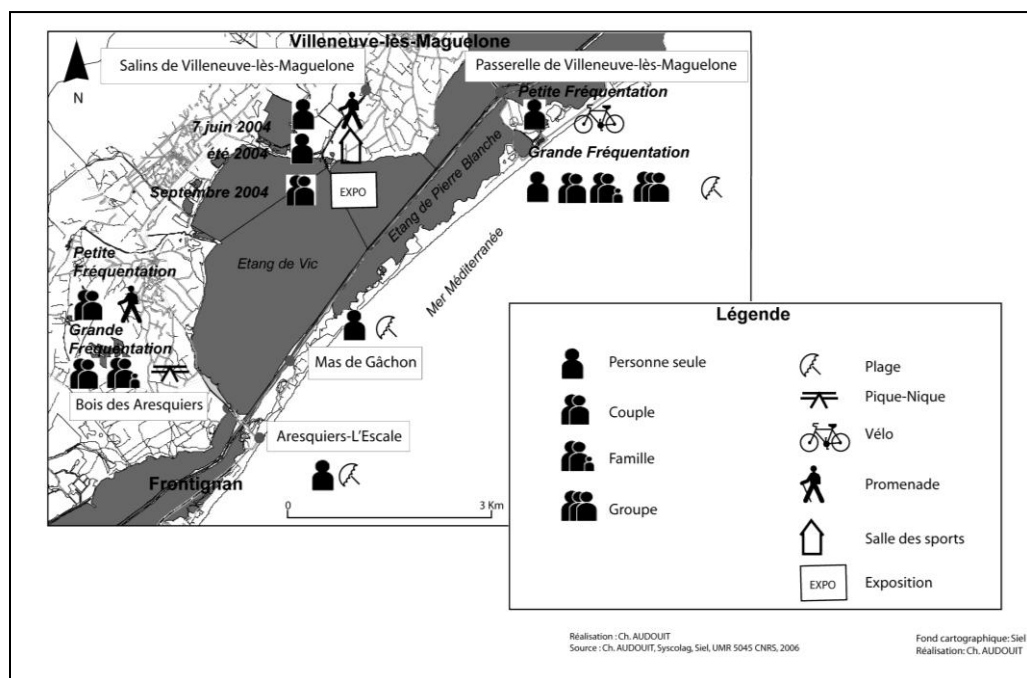 Villeneuve-lès-Maguelone
Salins de Villeneuve-lès-Maguelone
Passerelle de Villeneuve-lès-Maguelone
N
Petite Fréquentation
7 juin 2004
été 2004
Grande Fréquentation
Septembre 2004
EXPO
Etang de Pierre Blanche
Etang de Vic
Mer Méditerranée
Petite
Fréquentation
Grande
Fréquentation
Mas de Gâchon
Bois des Aresquiers
Aresquiers-L'Escale
Frontignan
0
3 Km
Légende
Personne seule
Couple
Famille
Groupe
Plage
Pique-Nique
Vélo
Promenade
Salle des sports
EXPO
Exposition
Réalisation : Ch. AUDOUIT
Source : Ch. AUDOUIT, Syscolag, Siel, UMR 5045 CNRS, 2006
Fond cartographique: Siel
Réalisation: Ch. AUDOUIT